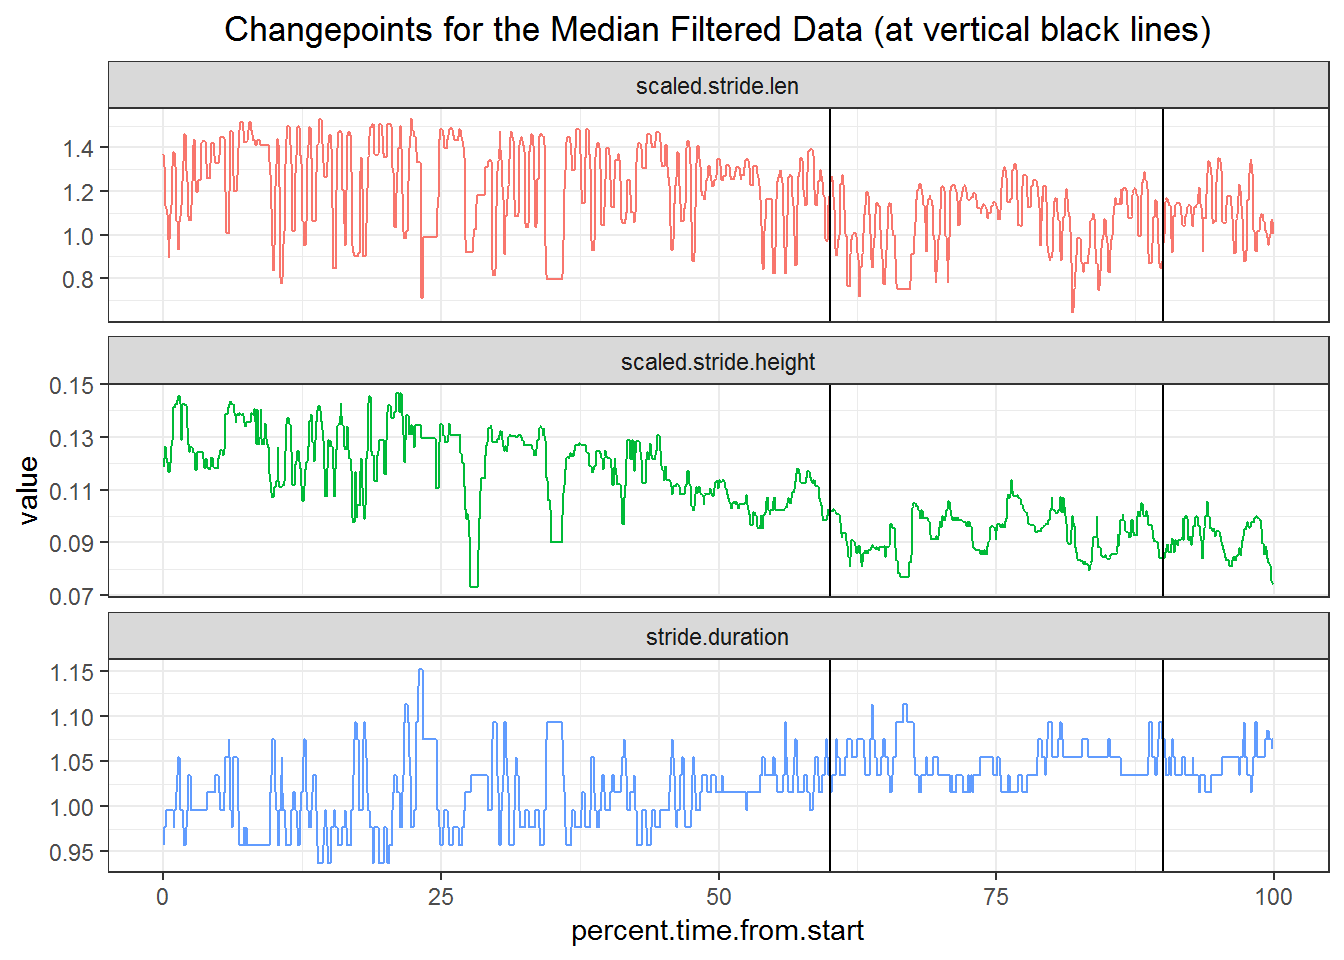 Changepoints for the Median Filtered Data (at vertical black lines)
scaled.stride.len
1.4
1.2
1.0
0.8
scaled.stride.height
0.15
0.13
0.11
0.09
0.07
value
stride.duration
1.15
1.10
1.05
1.00
0.95
0 25 50 75 100
percent.time.from.start